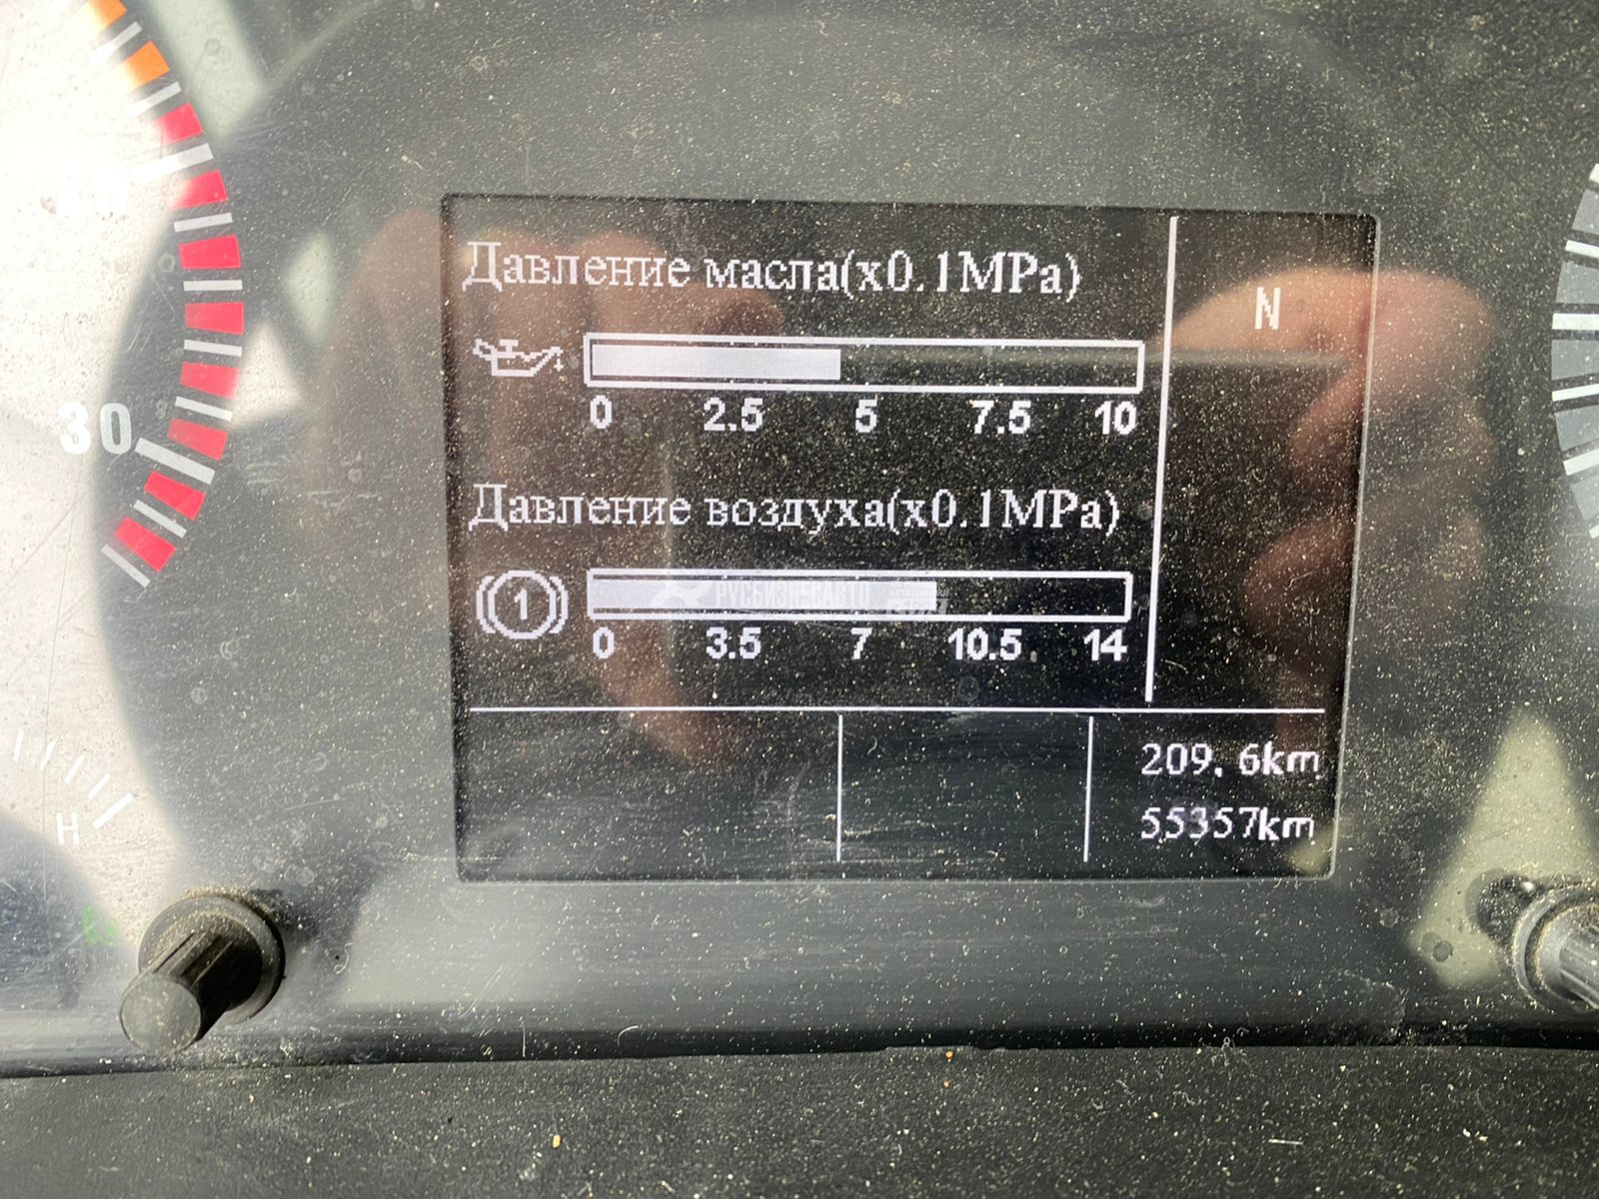 Давление масла(x0.1MPa)
N
0 2.5 5 7.5 10
30
Давление воздуха(x0.1MPa)
1
РУСБИЗНЕСАВТО
0 3.5 7 10.5 14
209. 6km
55357km
H